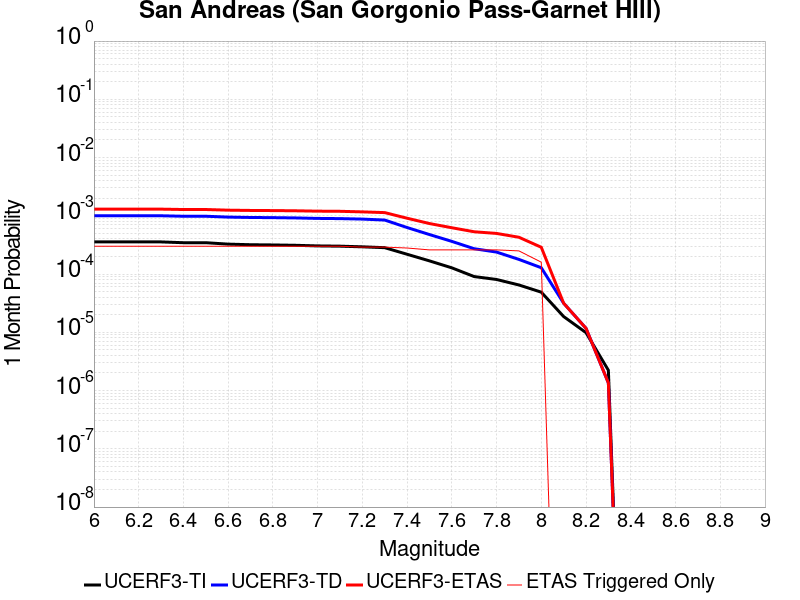 San Andreas (San Gorgonio Pass-Garnet HIll)
10^0
10^-1
10^-2
10^-3
10^-4
10^-5
10^-6
10^-7
10^-8
1 Month Probability
6 6.2 6.4 6.6 6.8 7 7.2 7.4 7.6 7.8 8 8.2 8.4 8.6 8.8 9
Magnitude
UCERF3-TI UCERF3-TD UCERF3-ETAS ETAS Triggered Only